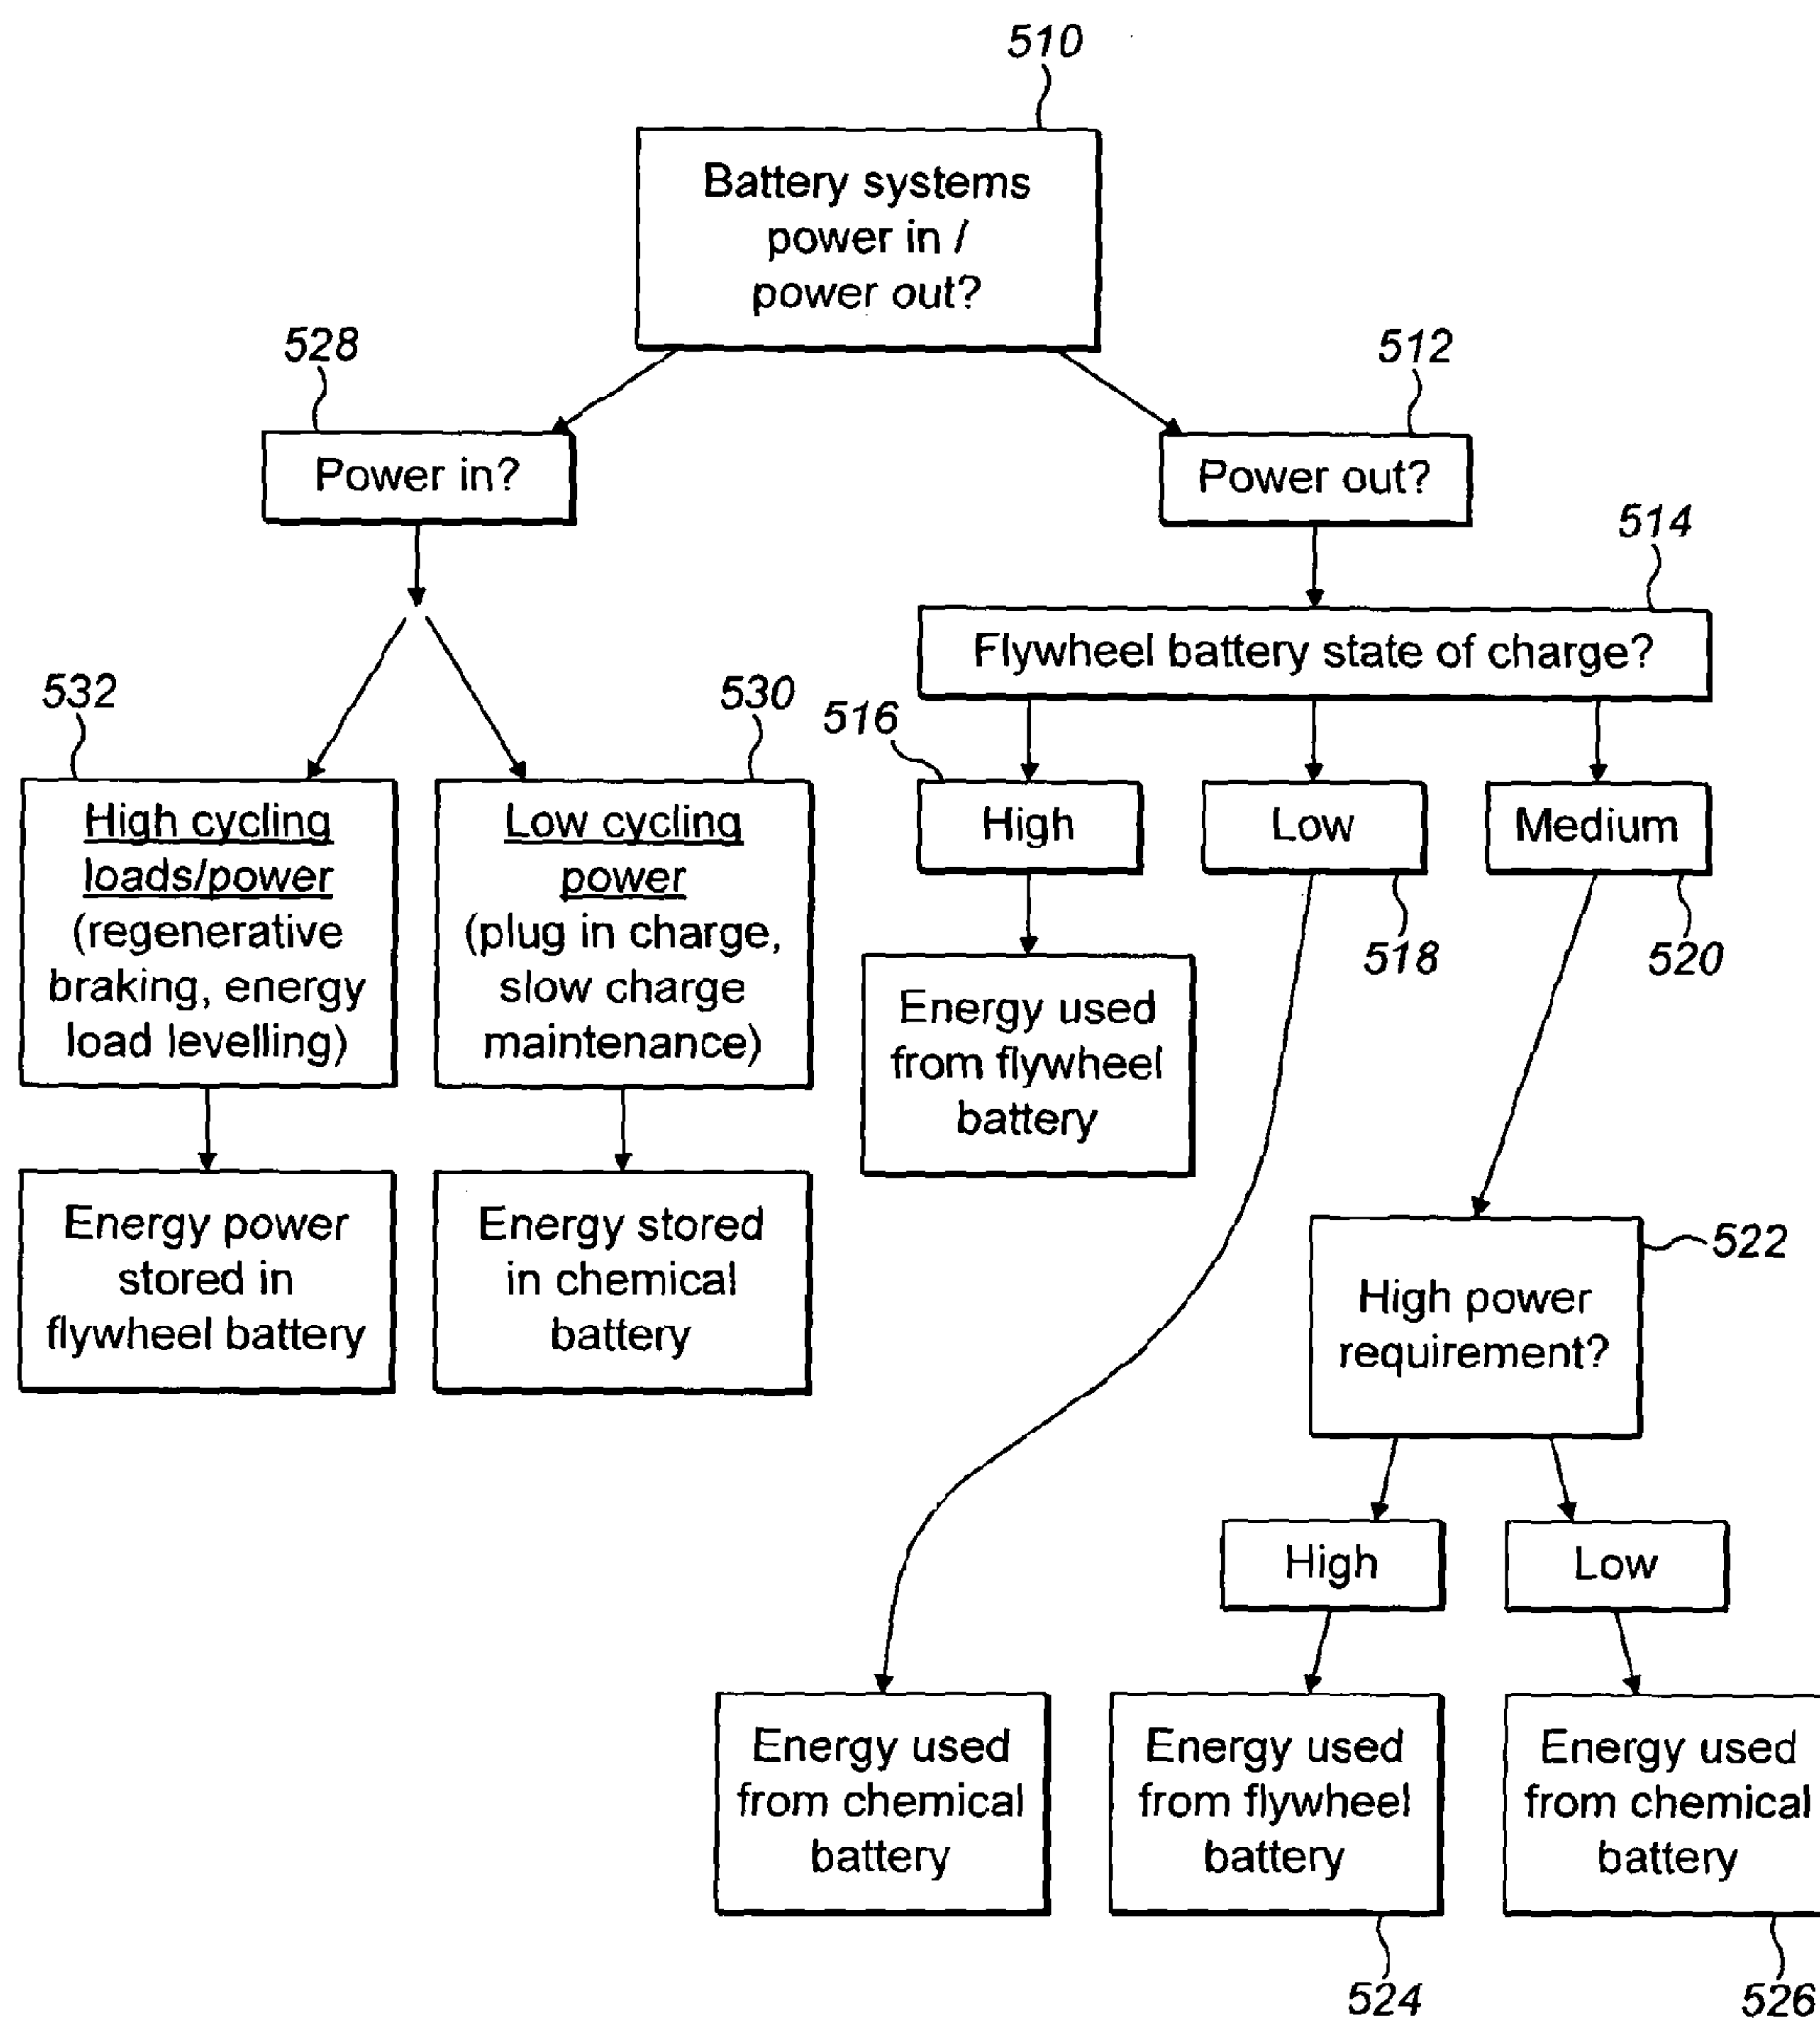 510
Battery systems
power in /
power out?
528
512
Power in?
Power out?
514
Flywheel battery state of charge?
532
530
516
High cycling
loads/power
(regenerative
braking, energy
load levelling)
Low cycling
power
(plug in charge,
slow charge
maintenance)
High
Low
Medium
518
520
Energy used
from flywheel
battery
Energy power
stored in
flywheel battery
Energy stored
in chemical
battery
522
High power
requirement?
High
Low
Energy used
from chemical
battery
Energy used
from flywheel
battery
Energy used
from chemical
battery
524
526